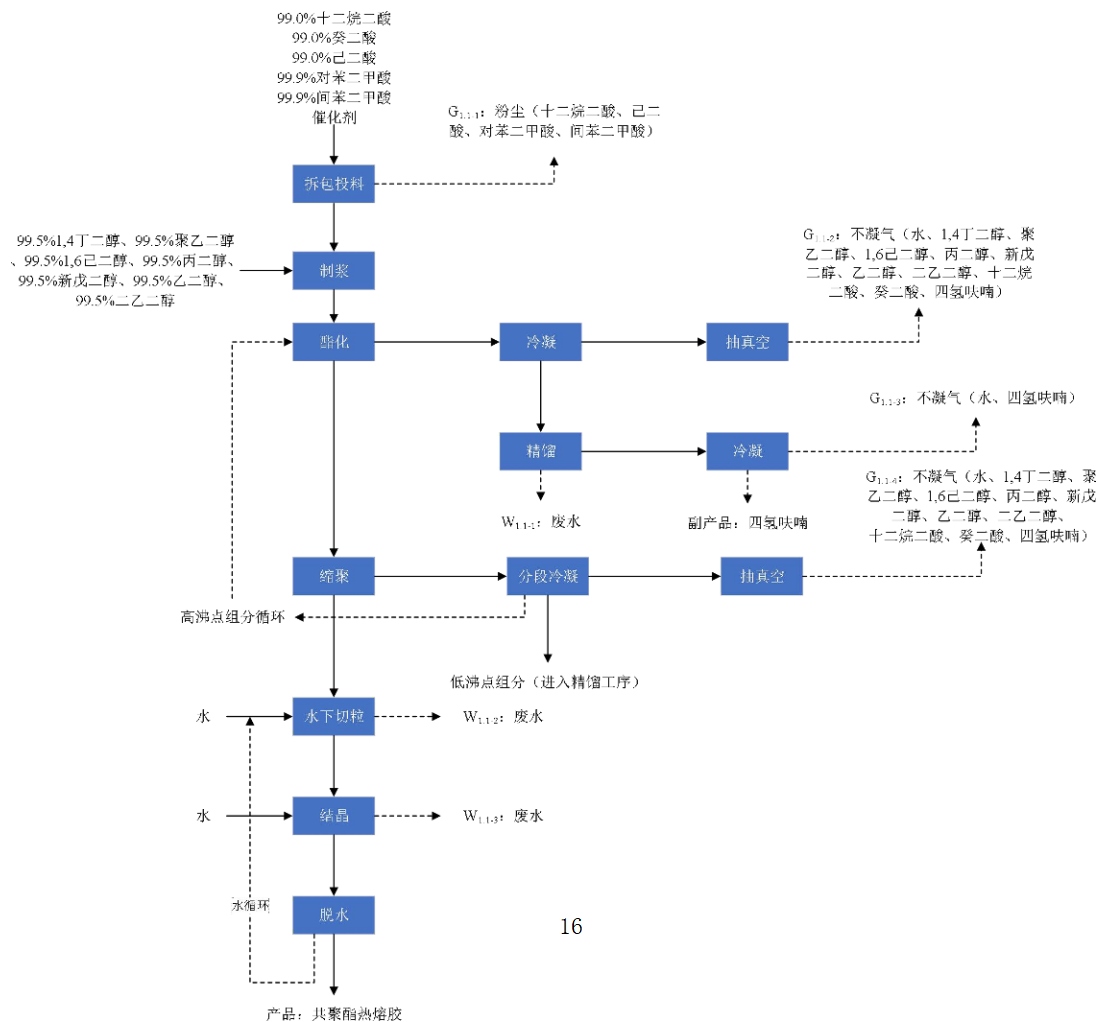 99.0%十二烷二酸
99.0%癸二酸
99.0%己二酸
99.9%对苯二甲酸
99.9%间苯二甲酸
催化剂
G1.1-1：粉尘（十二烷二酸、己二
酸、对苯二甲酸、间苯二甲酸）
拆包投料
99.5%1,4丁二醇、99.5%聚乙二醇
、99.5%1,6己二醇、99.5%丙二醇、
99.5%新戊二醇、99.5%乙二醇、
99.5%二乙二醇
制浆
G1.1-2：不凝气（水、1,4丁二醇、聚
乙二醇、1,6己二醇、丙二醇、新戊
二醇、乙二醇、二乙二醇、十二烷
二酸、癸二酸、四氢呋喃）
酯化
冷凝
抽真空
G1.1-3：不凝气（水、四氢呋喃）
精馏
冷凝
W1.1-1：废水
副产品：四氢呋喃
G1.1-4：不凝气（水、1,4丁二醇、聚
乙二醇、1,6己二醇、丙二醇、新戊
二醇、乙二醇、二乙二醇、
十二烷二酸、癸二酸、四氢呋喃）
缩聚
分段冷凝
抽真空
高沸点组分循环
低沸点组分（进入精馏工序）
水
水下切粒
W1.1-2：废水
水
结晶
W1.1-3：废水
水循环
脱水
16
产品：共聚酯热熔胶